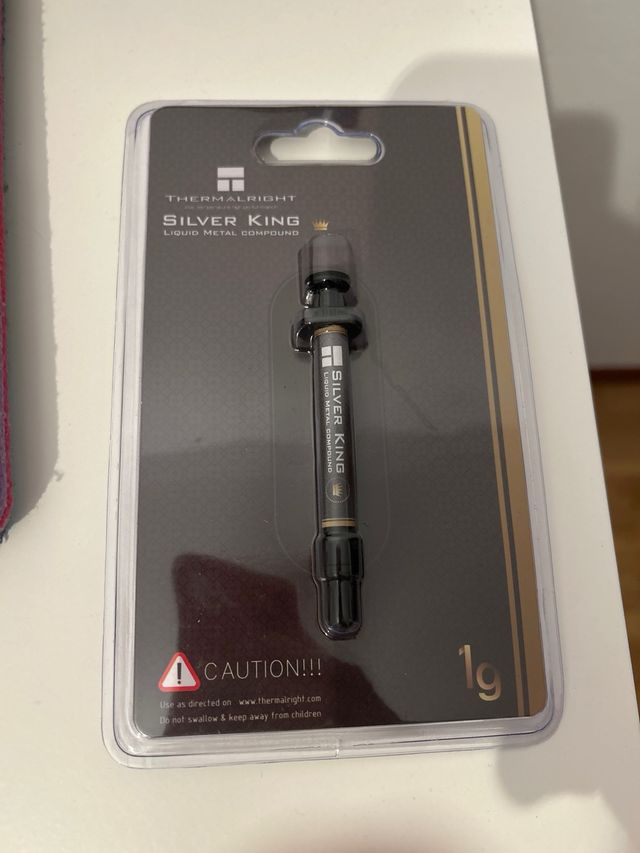 THERMALRIGHT
SILVER KING
LIQUID METAL COMPOUND
SILVER KING
LIQUID METAL COMPOUND
CAUTION!!!
Use as directed on www.thermalright.com
Do not swallow & keep away from children
1g